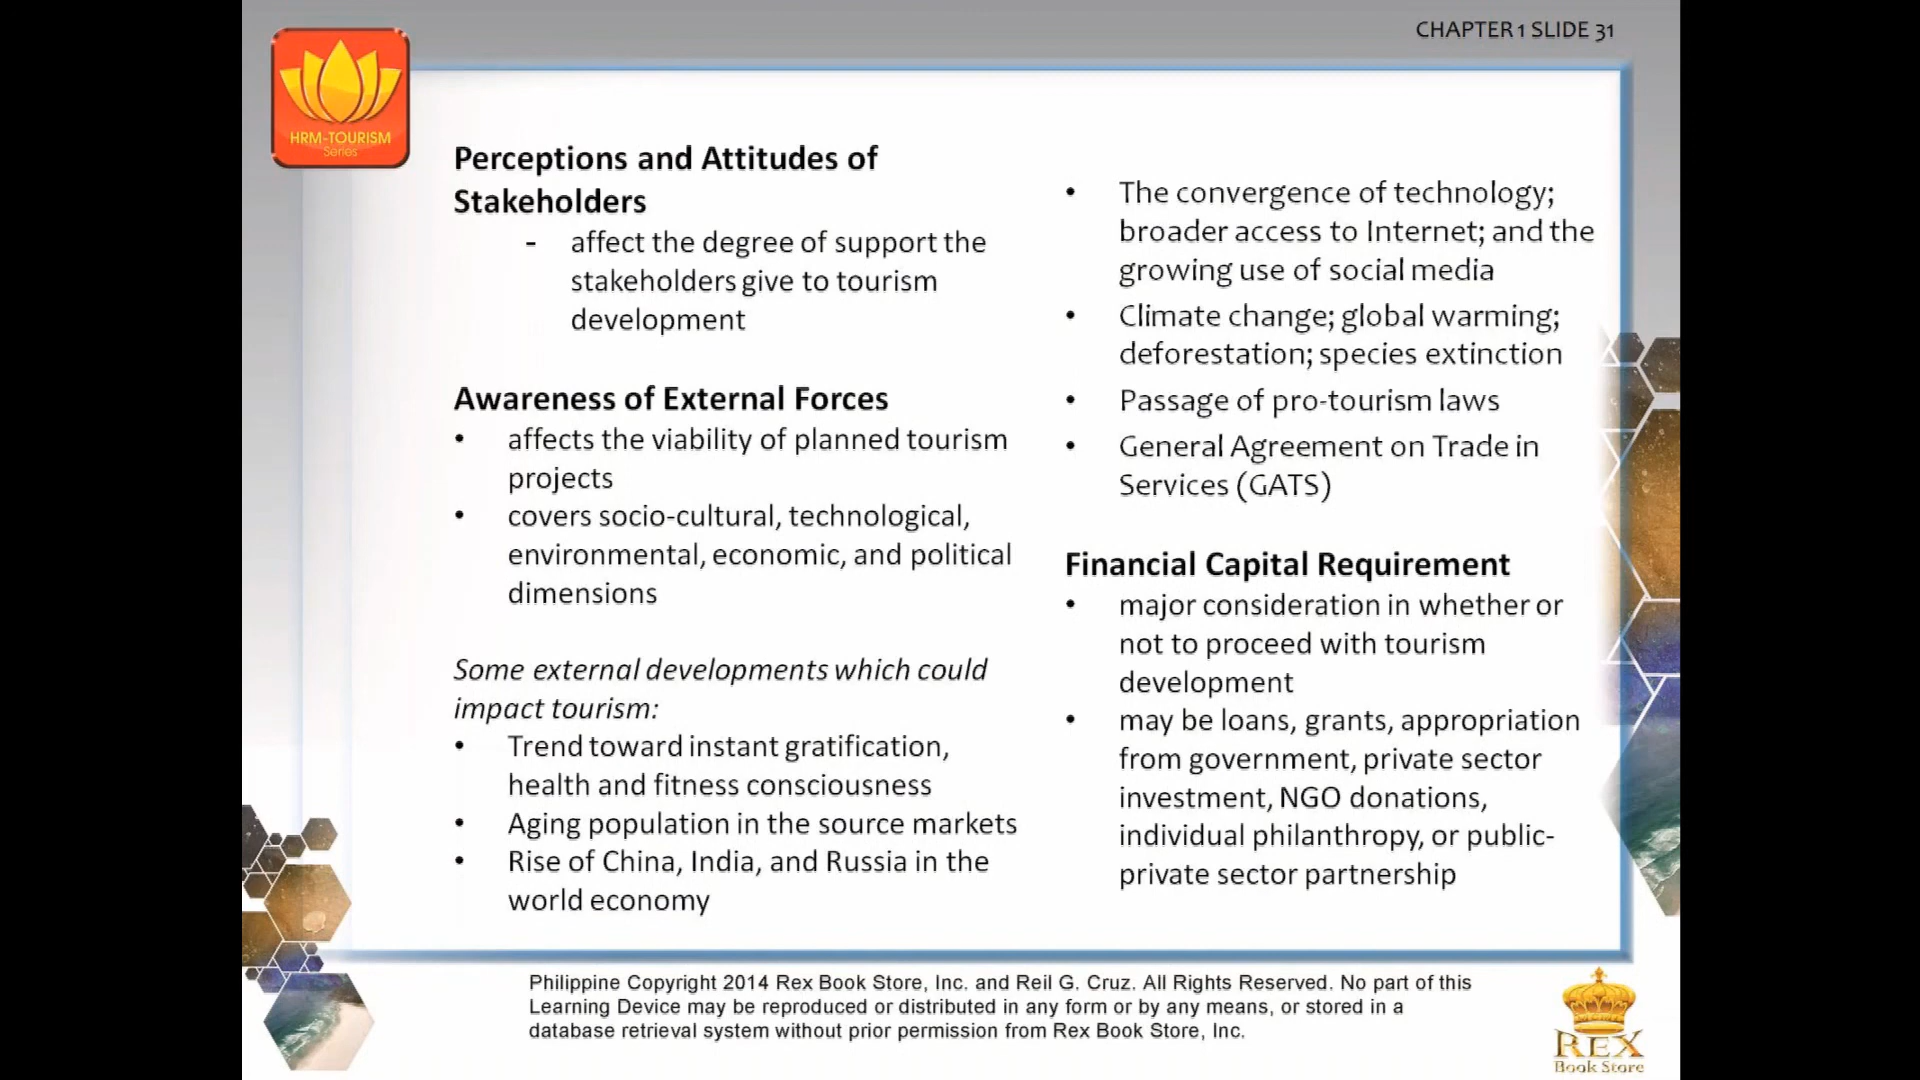 CHAPTER 1 SLIDE 31
HRM-TOURISM
Series
Perceptions and Attitudes of
Stakeholders
- affect the degree of support the
stakeholders give to tourism
development
Awareness of External Forces
• affects the viability of planned tourism
projects
• covers socio-cultural, technological,
environmental, economic, and political
dimensions
Some external developments which could
impact tourism:
• Trend toward instant gratification,
health and fitness consciousness
• Aging population in the source markets
• Rise of China, India, and Russia in the
world economy
• The convergence of technology;
broader access to Internet; and the
growing use of social media
• Climate change; global warming;
deforestation; species extinction
• Passage of pro-tourism laws
• General Agreement on Trade in
Services (GATS)
Financial Capital Requirement
• major consideration in whether or
not to proceed with tourism
development
• may be loans, grants, appropriation
from government, private sector
investment, NGO donations,
individual philanthropy, or public-
private sector partnership
Philippine Copyright 2014 Rex Book Store, Inc. and Reil G. Cruz. All Rights Reserved. No part of this
Learning Device may be reproduced or distributed in any form or by any means, or stored in a
database retrieval system without prior permission from Rex Book Store, Inc.
REX
Book Store